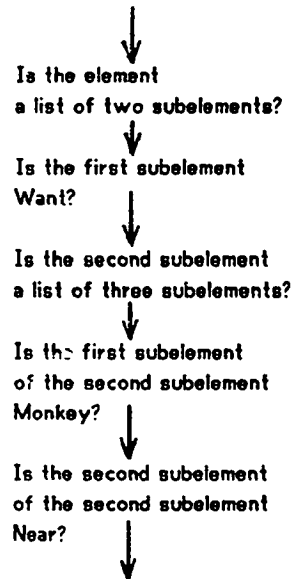 Is the element
a list of two subelements?
Is the first subelement
Want?
Is the second subelement
a list of three subelements?
Is the first subelement
of the second subelement
Monkey?
Is the second subelement
of the second subelement
Near?